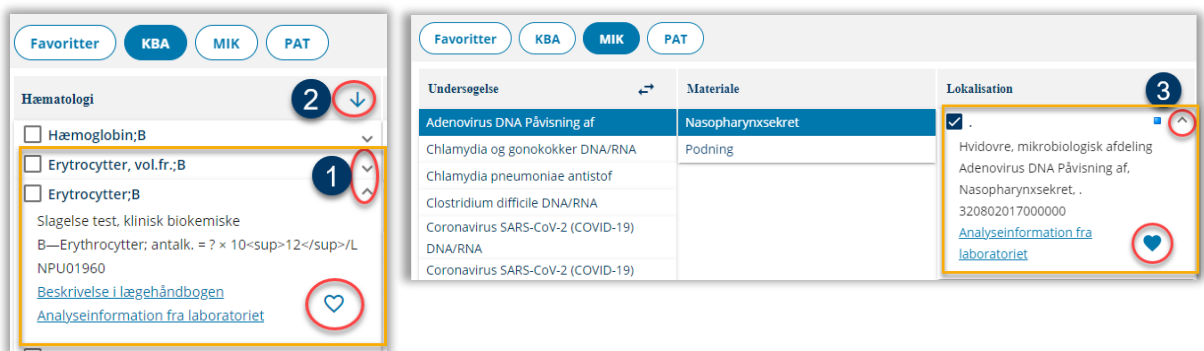 Favoritter KBA MIK PAT
Hæmatologi 2
Hæmoglobin;B
Erytrocytter, vol.fr.;B
1
Erytrocytter;B
Slagelse test, klinisk biokemiske
B—Erythrocytter; antalk. = ? × 10<sup>12</sup>/L
NPU01960
Beskrivelse i lægehåndbogen
Analyseinformation fra laboratoriet
Favoritter KBA MIK PAT
Undersøgelse Materiale Lokalisation 3
Adenovirus DNA Påvisning af Nasopharynxsekret .
Chlamydia og gonokokker DNA/RNA Podning Hvidovre, mikrobiologisk afdeling
Chlamydia pneumoniae antistof Adenovirus DNA Påvisning af,
Clostridium difficile DNA/RNA Nasopharynxsekret, .
Coronavirus SARS-CoV-2 (COVID-19) 320802017000000
DNA/RNA Analyseinformation fra
Coronavirus SARS-CoV-2 (COVID-19) laboratoriet